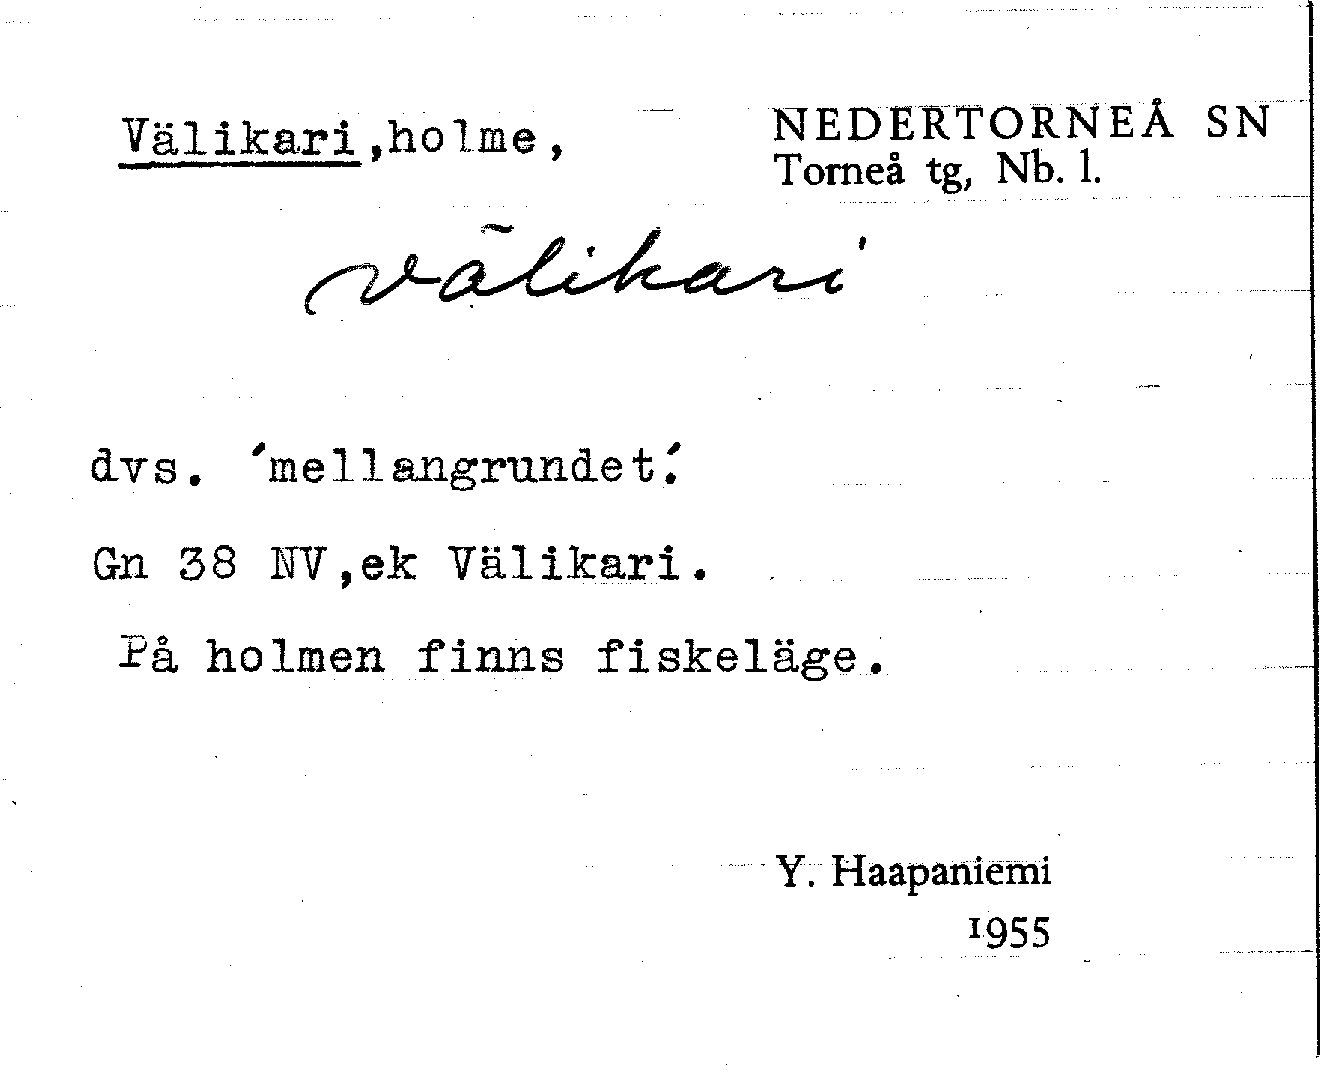 Välikari,holme,
NEDERTORNEÅ SN
Torneå tg, Nb. l.
välikari
dvs. ´mellangrundet´.
Gn 38 NV,ek Välikari.
På holmen finns fiskeläge.
Y. Haapaniemi
1955